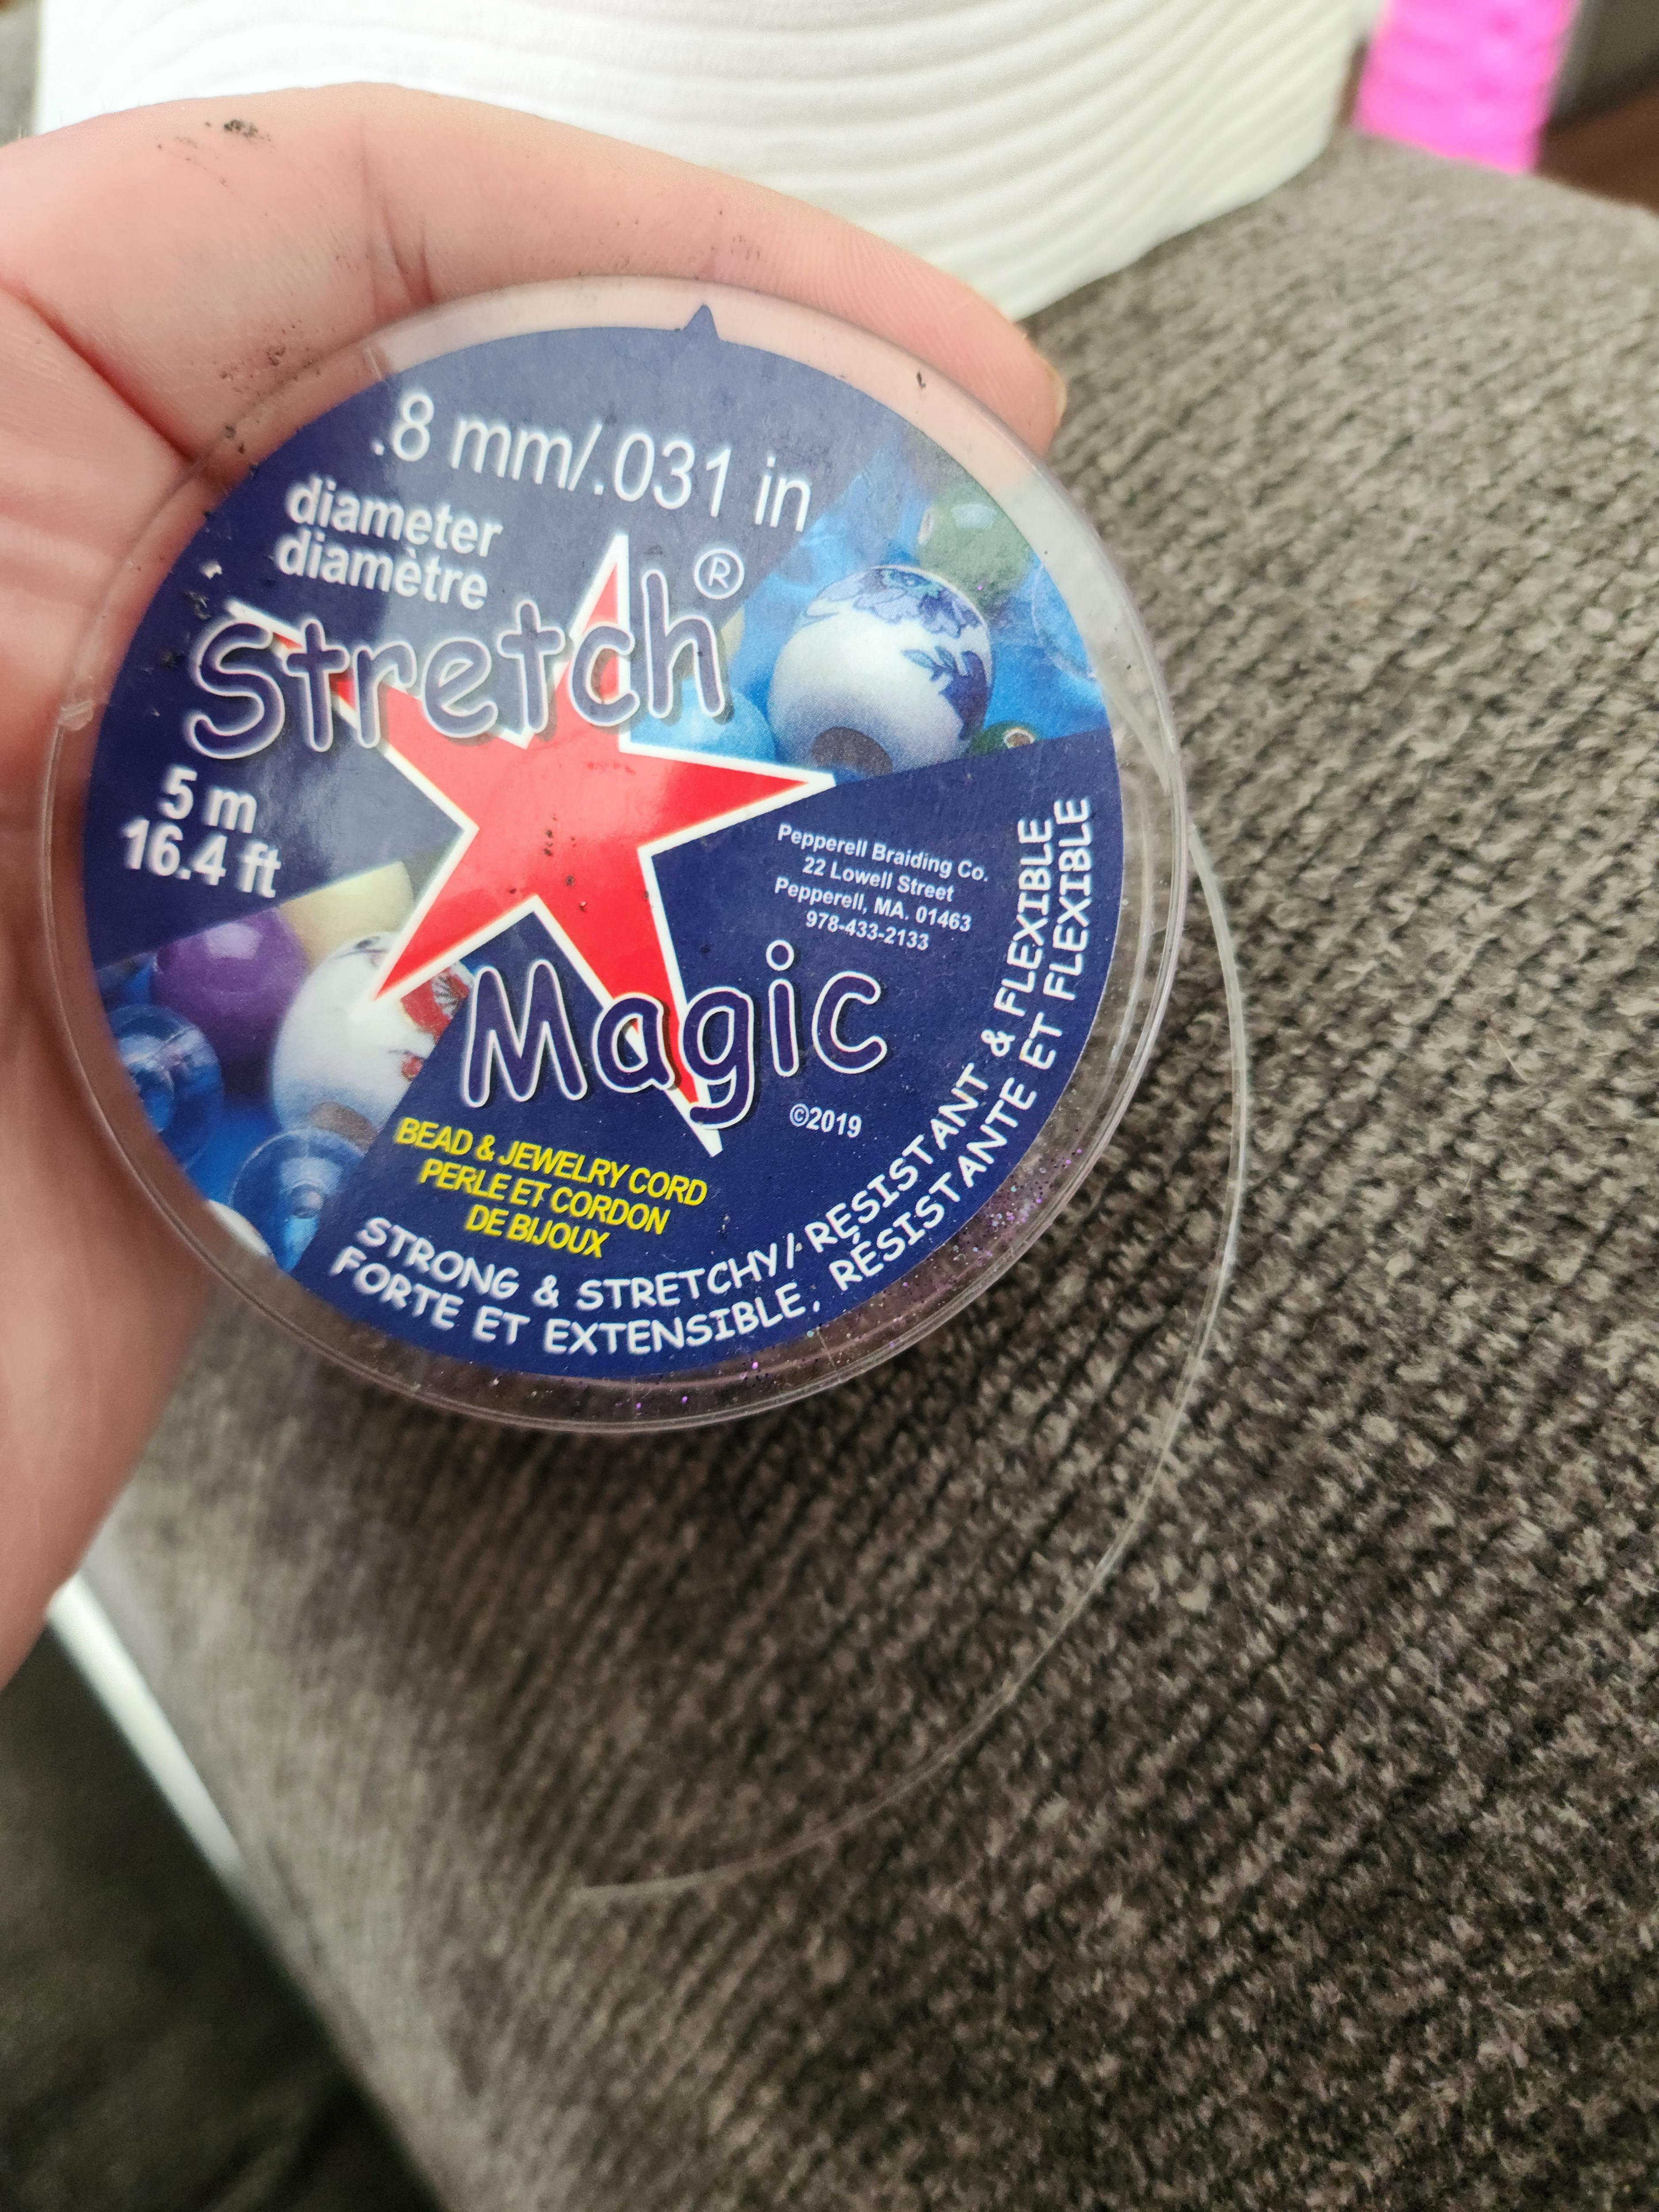 .8 mm/.031 in
diameter
diamètre
Stretch®
5 m
16.4 ft
Pepperell Braiding Co.
22 Lowell Street
Pepperell, MA. 01463
978-433-2133
Magic
©2019
BEAD & JEWELRY CORD
PERLE ET CORDON
DE BIJOUX
STRONG & STRETCHY/RESISTANT & FLEXIBLE
FORTE ET EXTENSIBLE, RÉSISTANTE ET FLEXIBLE